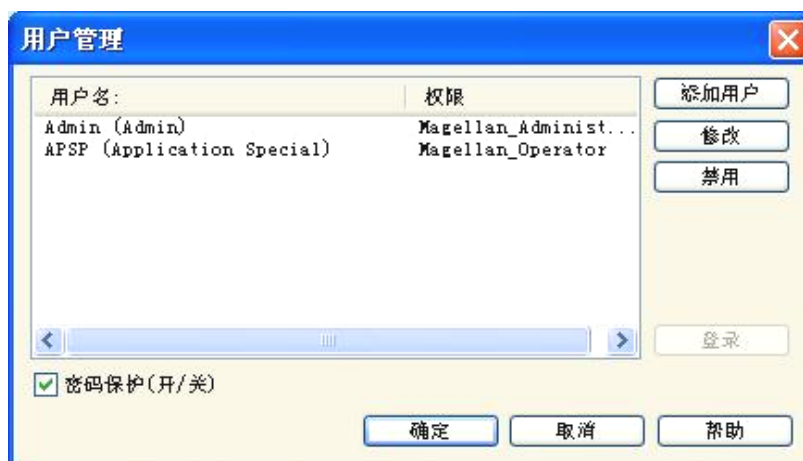 用户管理
用户名: 权限 添加用户
Admin (Admin) Magellan_Administ...
APSP (Application Special) Magellan_Operator 修改
禁用
登录
密码保护(开/关)
确定 取消 帮助